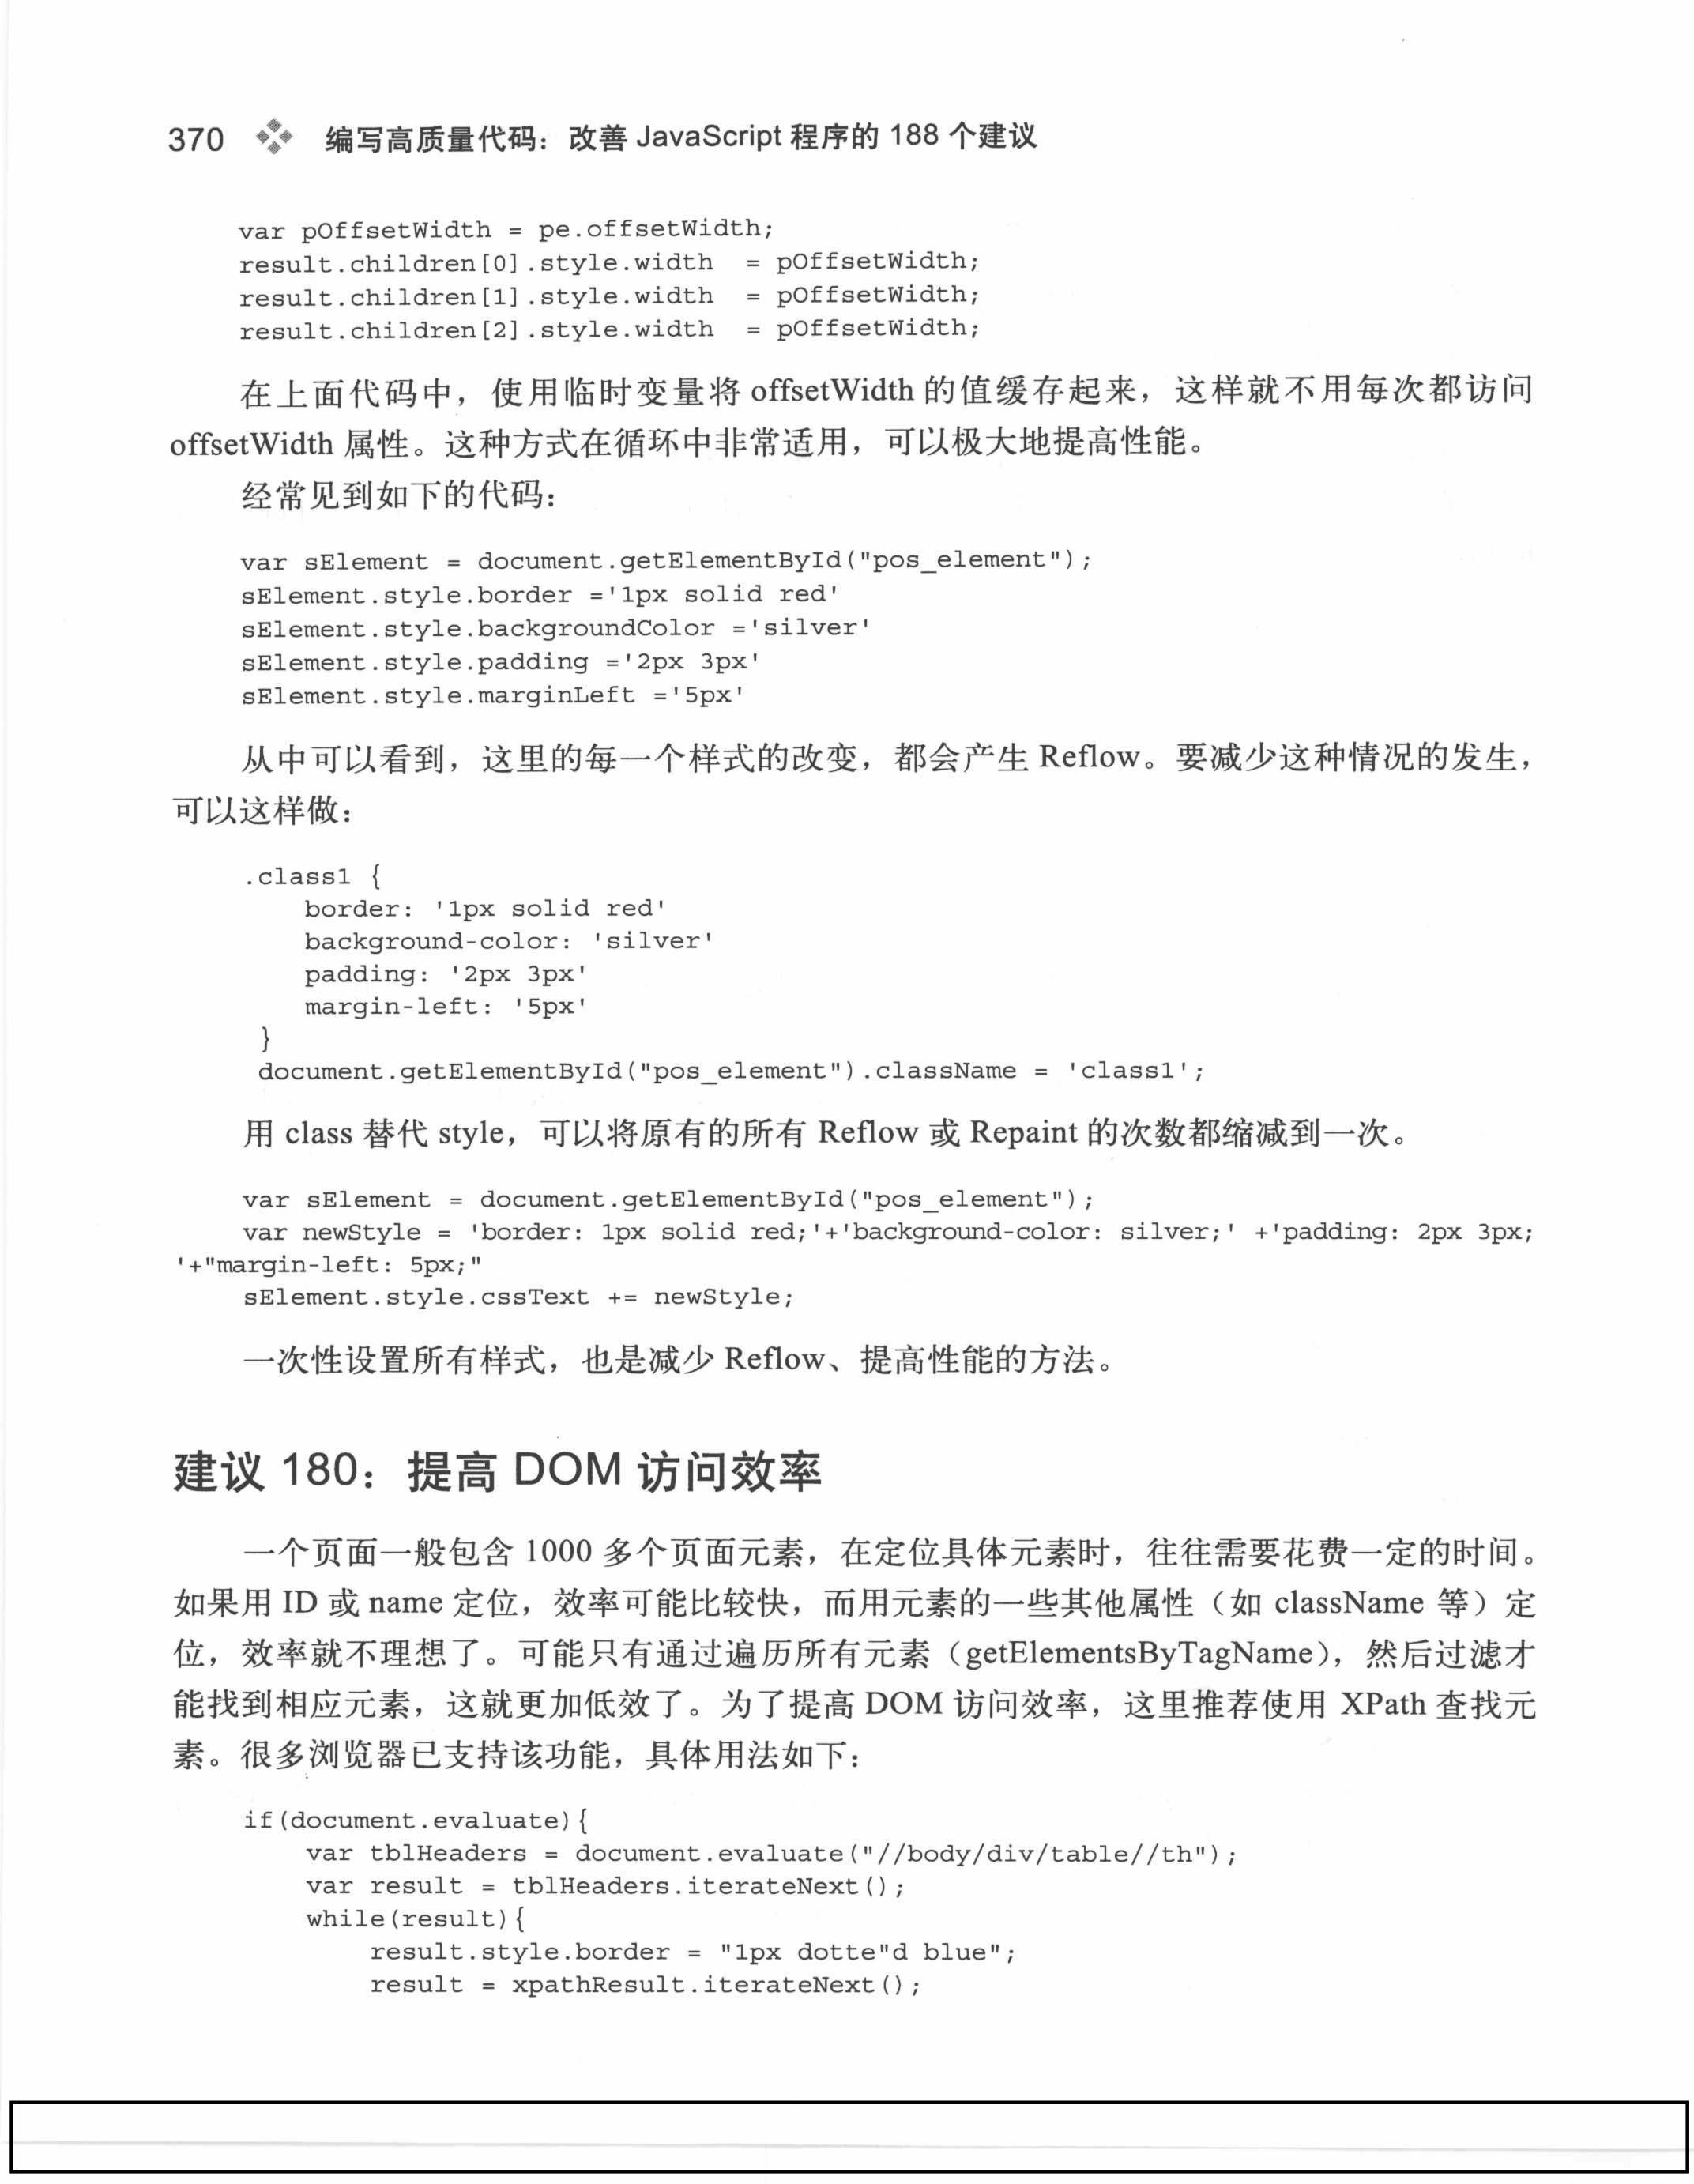 370 编写高质量代码：改善 JavaScript 程序的 188 个建议
var pOffsetWidth = pe.offsetWidth;
result.children[0].style.width  = pOffsetWidth;
result.children[1].style.width  = pOffsetWidth;
result.children[2].style.width  = pOffsetWidth;
在上面代码中，使用临时变量将 offsetWidth 的值缓存起来，这样就不用每次都访问
offsetWidth 属性。这种方式在循环中非常适用，可以极大地提高性能。
经常见到如下的代码：
var sElement = document.getElementById("pos_element");
sElement.style.border ='1px solid red'
sElement.style.backgroundColor ='silver'
sElement.style.padding ='2px 3px'
sElement.style.marginLeft ='5px'
从中可以看到，这里的每一个样式的改变，都会产生 Reflow。要减少这种情况的发生，
可以这样做：
.class1 {
    border: '1px solid red'
    background-color: 'silver'
    padding: '2px 3px'
    margin-left: '5px'
}
document.getElementById("pos_element").className = 'class1';
用 class 替代 style，可以将原有的所有 Reflow 或 Repaint 的次数都缩减到一次。
var sElement = document.getElementById("pos_element");
var newStyle = 'border: 1px solid red;'+'background-color: silver;' +'padding: 2px 3px;
'+"margin-left: 5px;"
sElement.style.cssText += newStyle;
一次性设置所有样式，也是减少 Reflow、提高性能的方法。
建议 180：提高 DOM 访问效率
一个页面一般包含 1000 多个页面元素，在定位具体元素时，往往需要花费一定的时间。
如果用 ID 或 name 定位，效率可能比较快，而用元素的一些其他属性（如 className 等）定
位，效率就不理想了。可能只有通过遍历所有元素（getElementsByTagName），然后过滤才
能找到相应元素，这就更加低效了。为了提高 DOM 访问效率，这里推荐使用 XPath 查找元
素。很多浏览器已支持该功能，具体用法如下：
if(document.evaluate){
    var tblHeaders = document.evaluate("//body/div/table//th");
    var result = tblHeaders.iterateNext();
    while(result){
        result.style.border = "1px dotte"d blue";
        result = xpathResult.iterateNext();